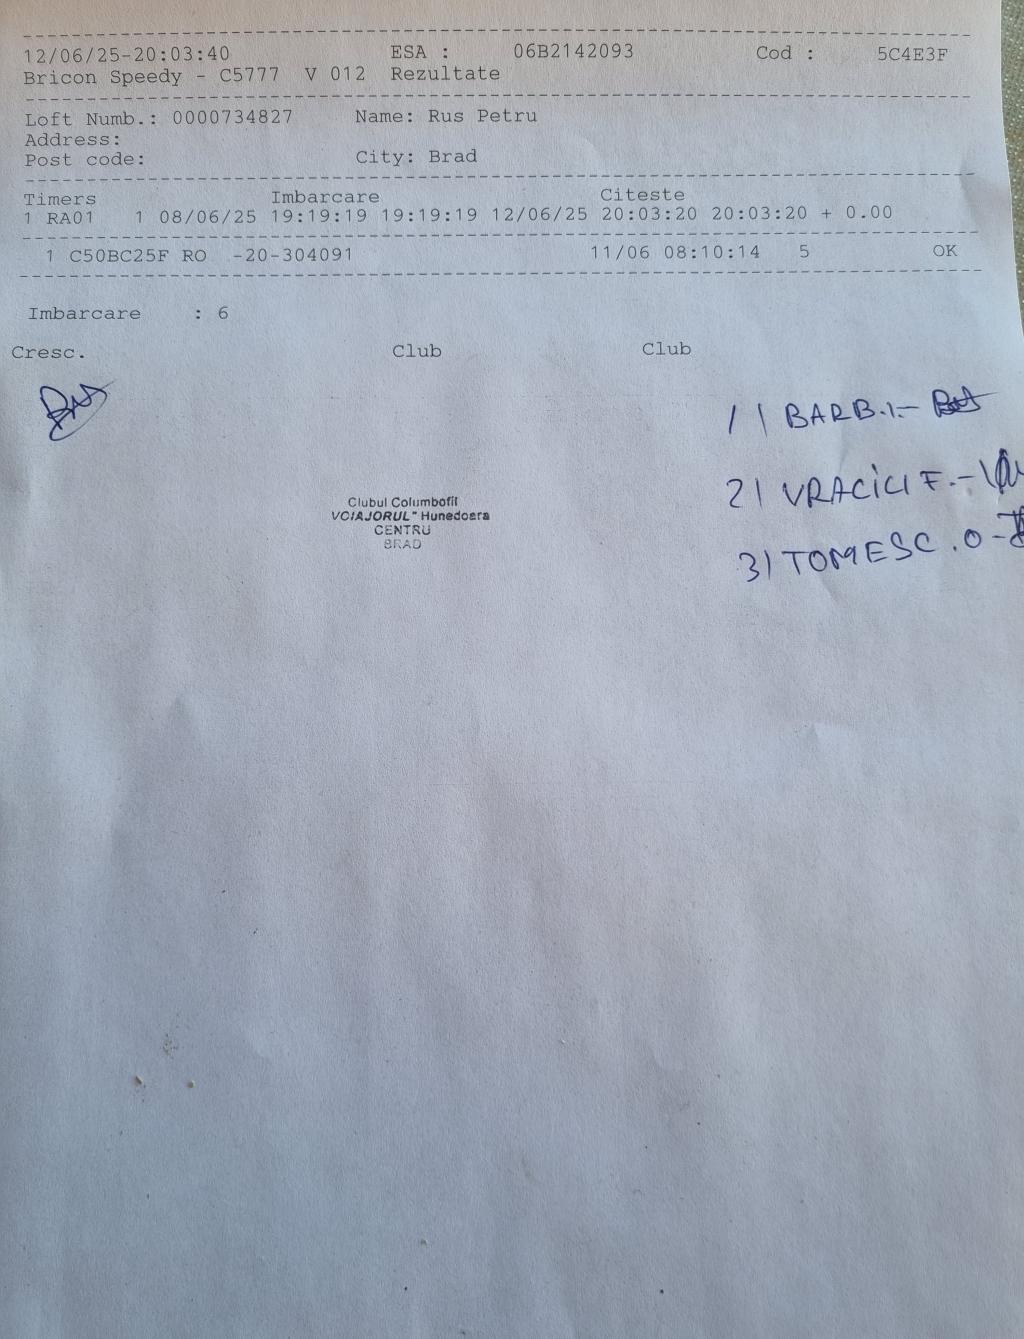 12/06/25-20:03:40 ESA : 06B2142093 Cod : 5C4E3F
Bricon Speedy - C5777 V 012 Rezultate
Loft Numb.: 0000734827 Name: Rus Petru
Address:
Post code: City: Brad
Timers Imbarcare Citeste
1 RA01 1 08/06/25 19:19:19 19:19:19 12/06/25 20:03:20 20:03:20 + 0.00
1 C50BC25F RO -20-304091 11/06 08:10:14 5 OK
Imbarcare : 6
Cresc. Club Club
1) BARB.I.-
2) VRACICI F.-
3) TOMESC.O-
Clubul Columbofil
VOIAJORUL" Hunedoara
CENTRU
BRAD